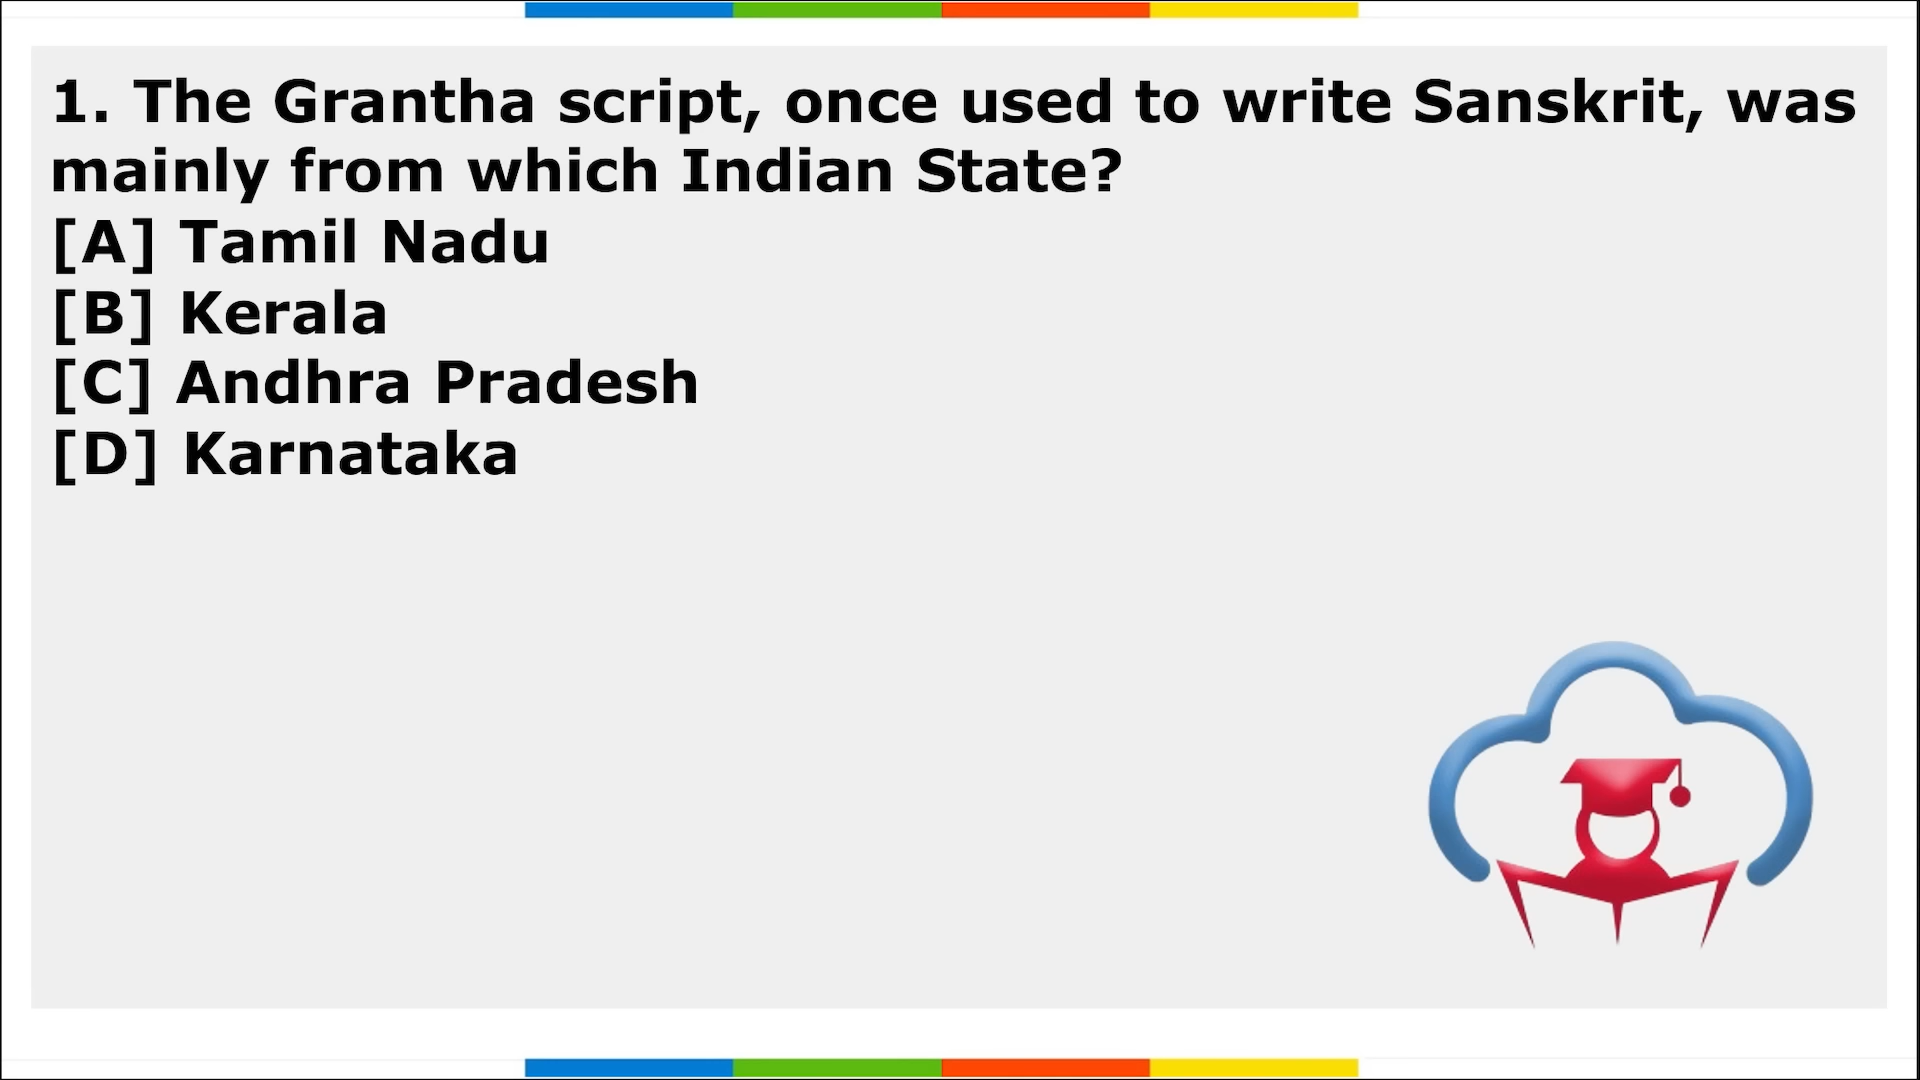 1. The Grantha script, once used to write Sanskrit, was
mainly from which Indian State?
[A] Tamil Nadu
[B] Kerala
[C] Andhra Pradesh
[D] Karnataka